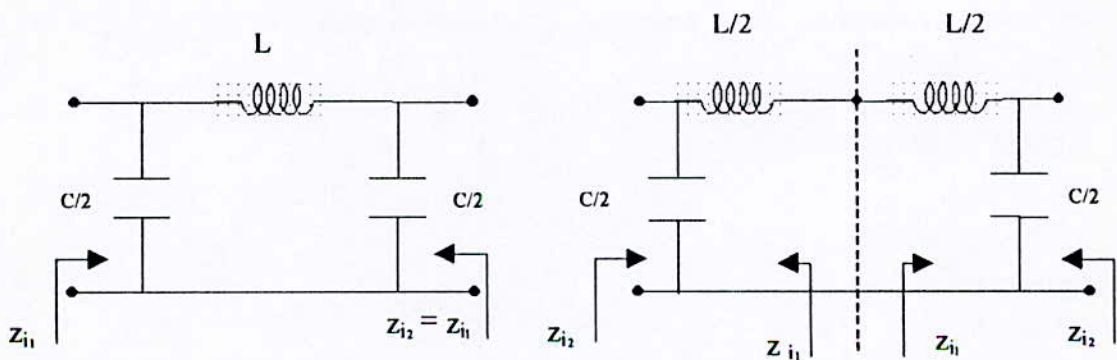 L
C/2
C/2
Zi₁
Zi₂ = Zi₁
L/2
L/2
C/2
C/2
Zi₂
Z i₁
Zi₁
Zi₂